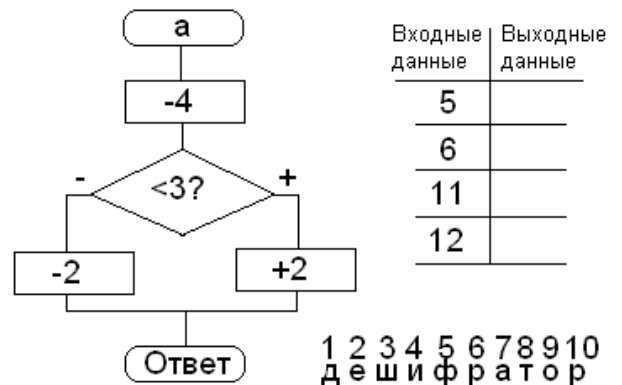 а
-4
- <3? +
-2 +2
Ответ
Входные Выходные
данные данные
5
6
11
12
1 2 3 4 5 6 7 8 9 10
д е ш и ф р а т о р